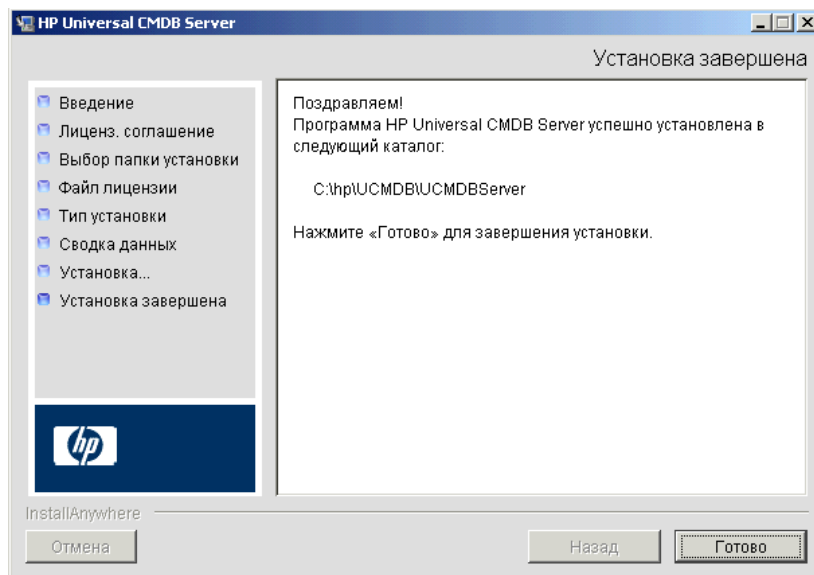 HP Universal CMDB Server
Установка завершена
Введение
Лиценз. соглашение
Выбор папки установки
Файл лицензии
Тип установки
Сводка данных
Установка...
Установка завершена
Поздравляем!
Программа HP Universal CMDB Server успешно установлена в
следующий каталог:
C:\hp\UCMDB\UCMDBServer
Нажмите «Готово» для завершения установки.
hp
InstallAnywhere
Отмена
Назад
Готово